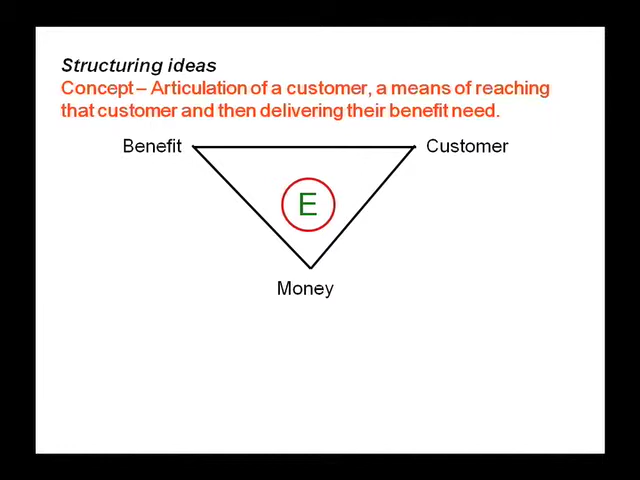 Structuring ideas
Concept – Articulation of a customer, a means of reaching
that customer and then delivering their benefit need.
Benefit
Customer
E
Money